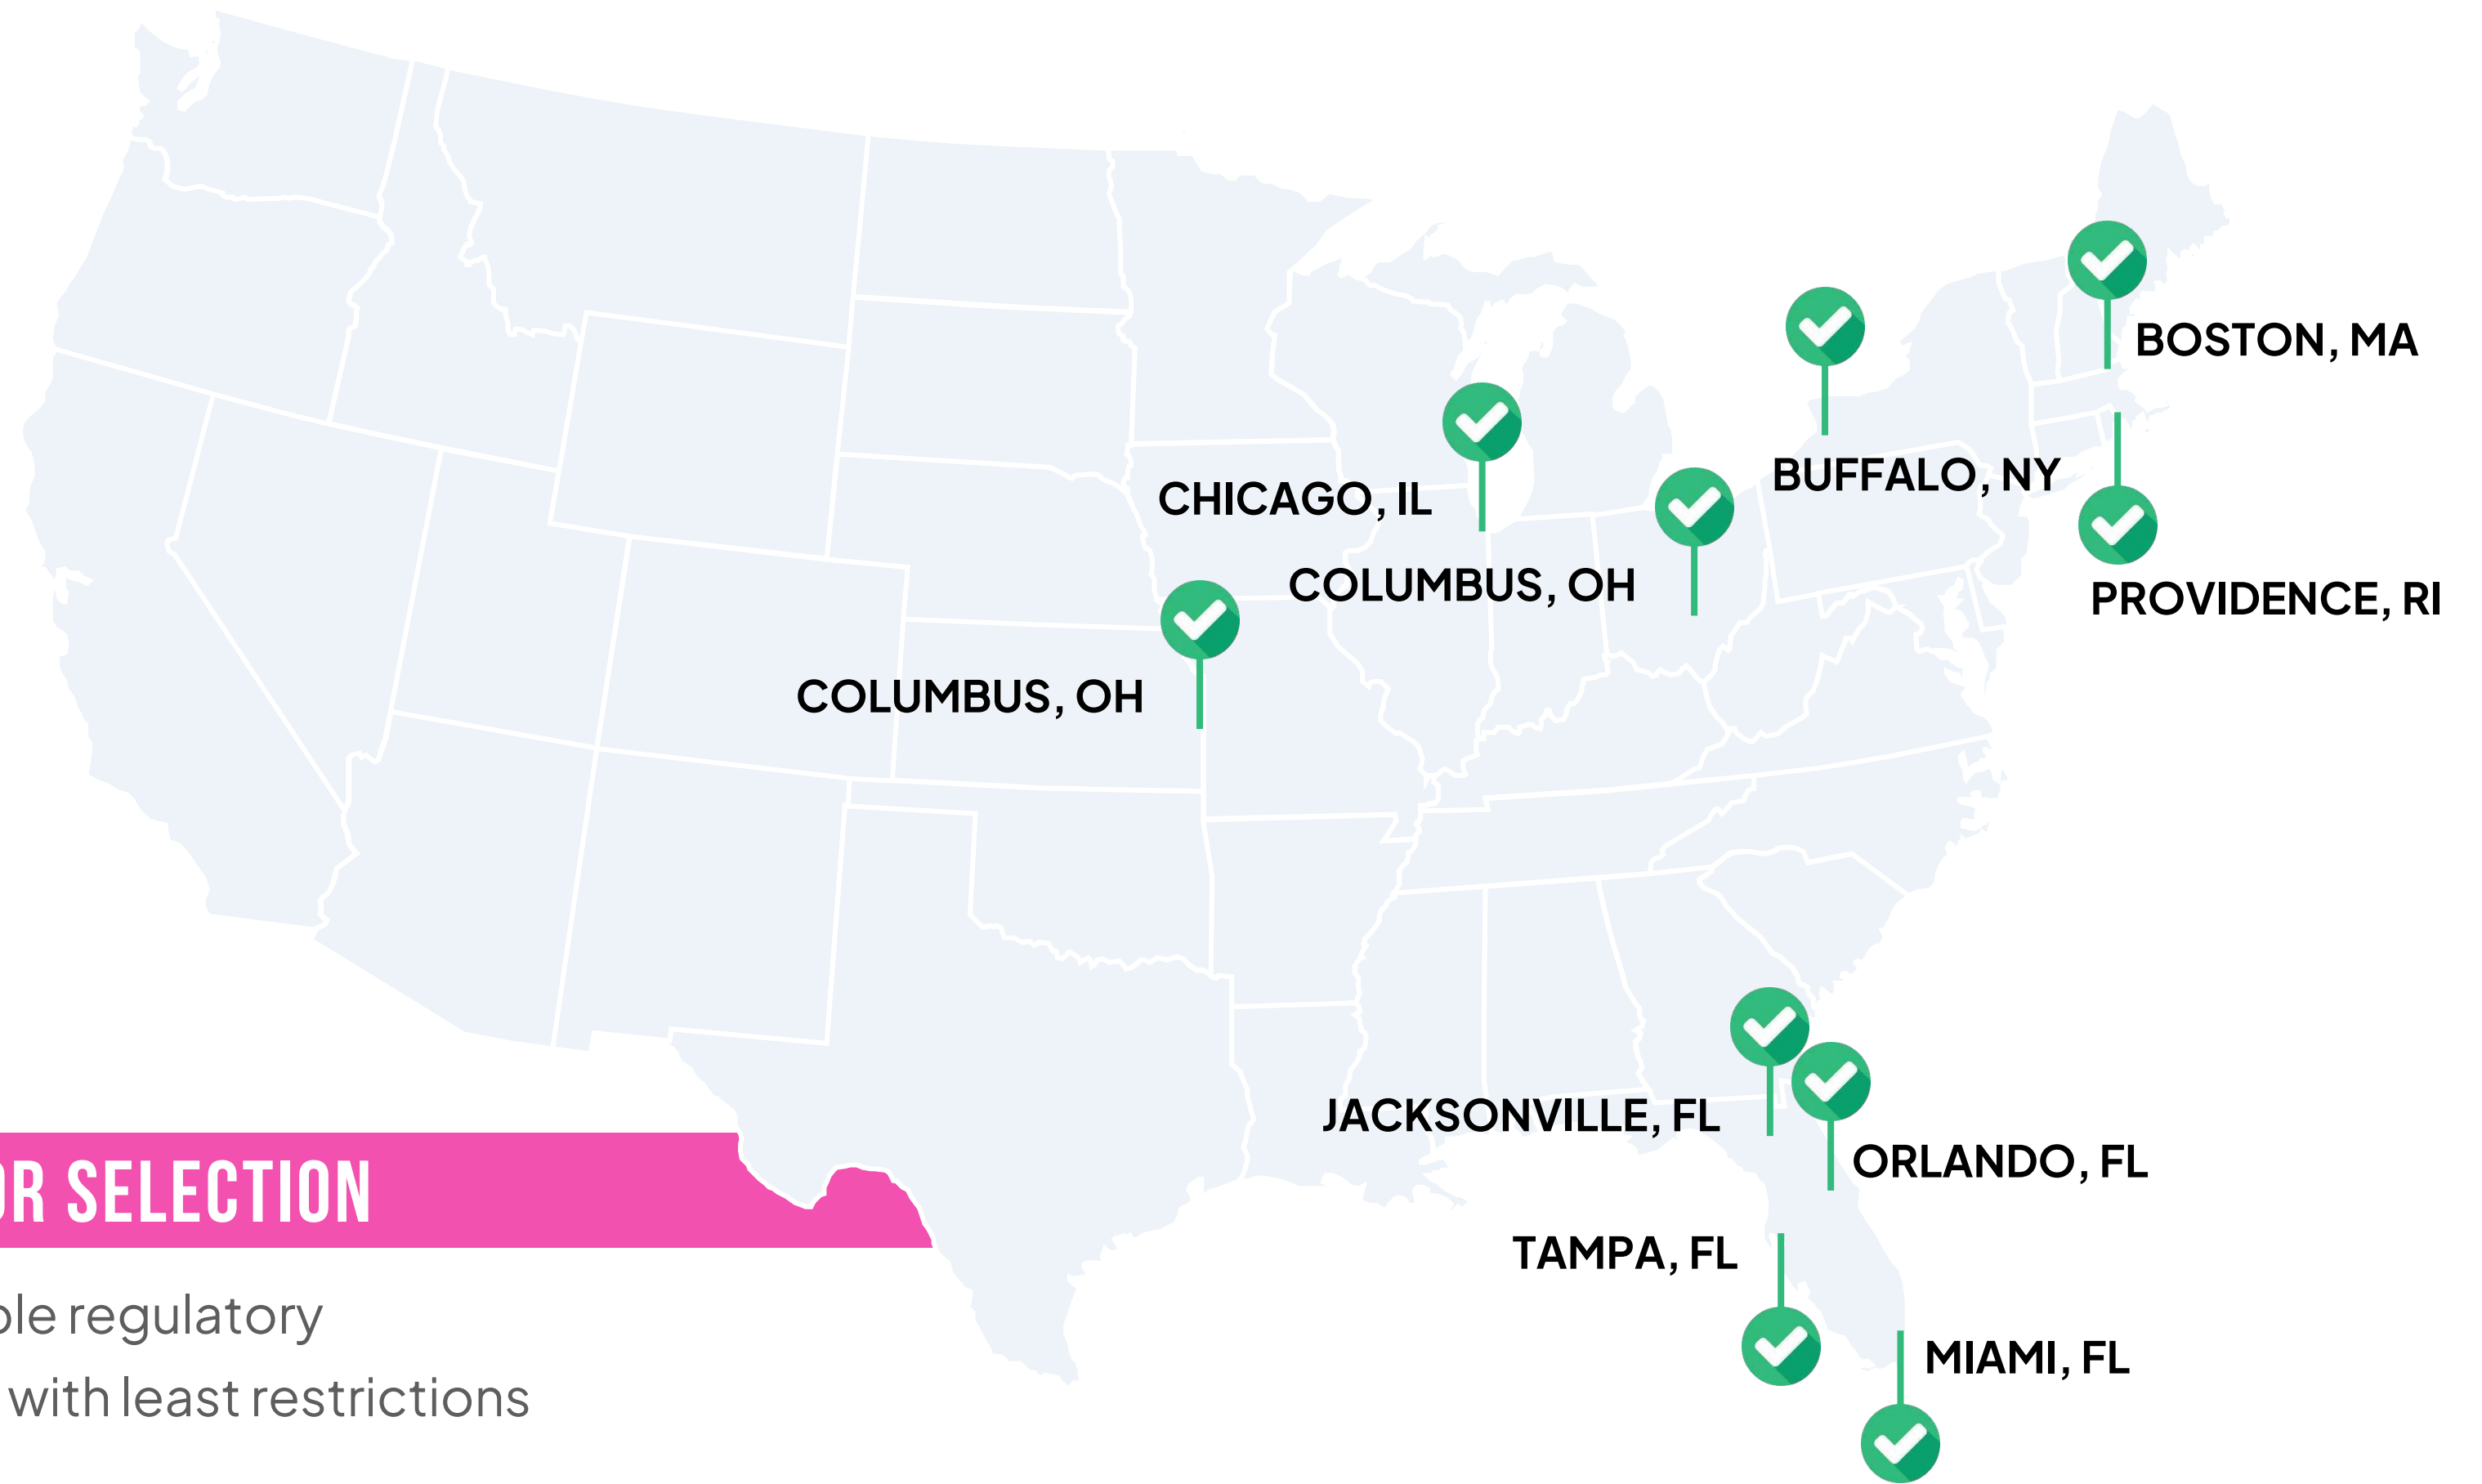 BOSTON, MA
BUFFALO, NY
CHICAGO, IL
COLUMBUS, OH
PROVIDENCE, RI
COLUMBUS, OH
JACKSONVILLE, FL
ORLANDO, FL
TAMPA, FL
MIAMI, FL
R SELECTION
le regulatory
with least restrictions